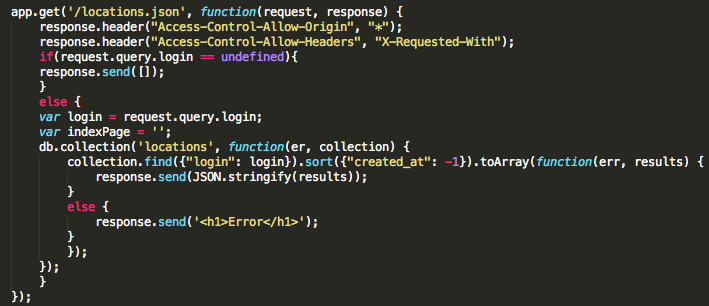 app.get('/locations.json', function(request, response) {
    response.header("Access-Control-Allow-Origin", "*");
    response.header("Access-Control-Allow-Headers", "X-Requested-With");
    if(request.query.login == undefined){
    response.send([]);
    }
    else {
    var login = request.query.login;
    var indexPage = '';
    db.collection('locations', function(er, collection) {
        collection.find({"login": login}).sort({"created_at": -1}).toArray(function(err, results) {
            response.send(JSON.stringify(results));
        }
        else {
            response.send('<h1>Error</h1>');
        }
        });
    });
    }
});